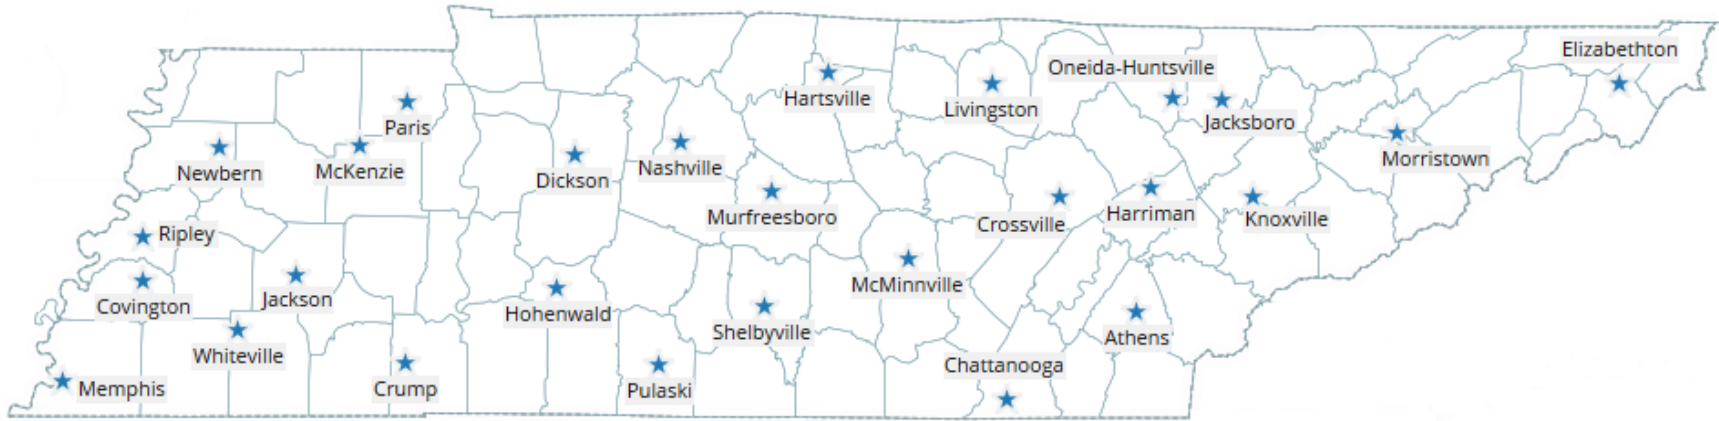 Elizabethton
Oneida-Huntsville
Hartsville
Livingston
Jacksboro
Paris
Morristown
Newbern
McKenzie
Dickson
Nashville
Murfreesboro
Crossville
Harriman
Knoxville
Ripley
Covington
Jackson
Hohenwald
McMinnville
Shelbyville
Athens
Whiteville
Chattanooga
Memphis
Crump
Pulaski